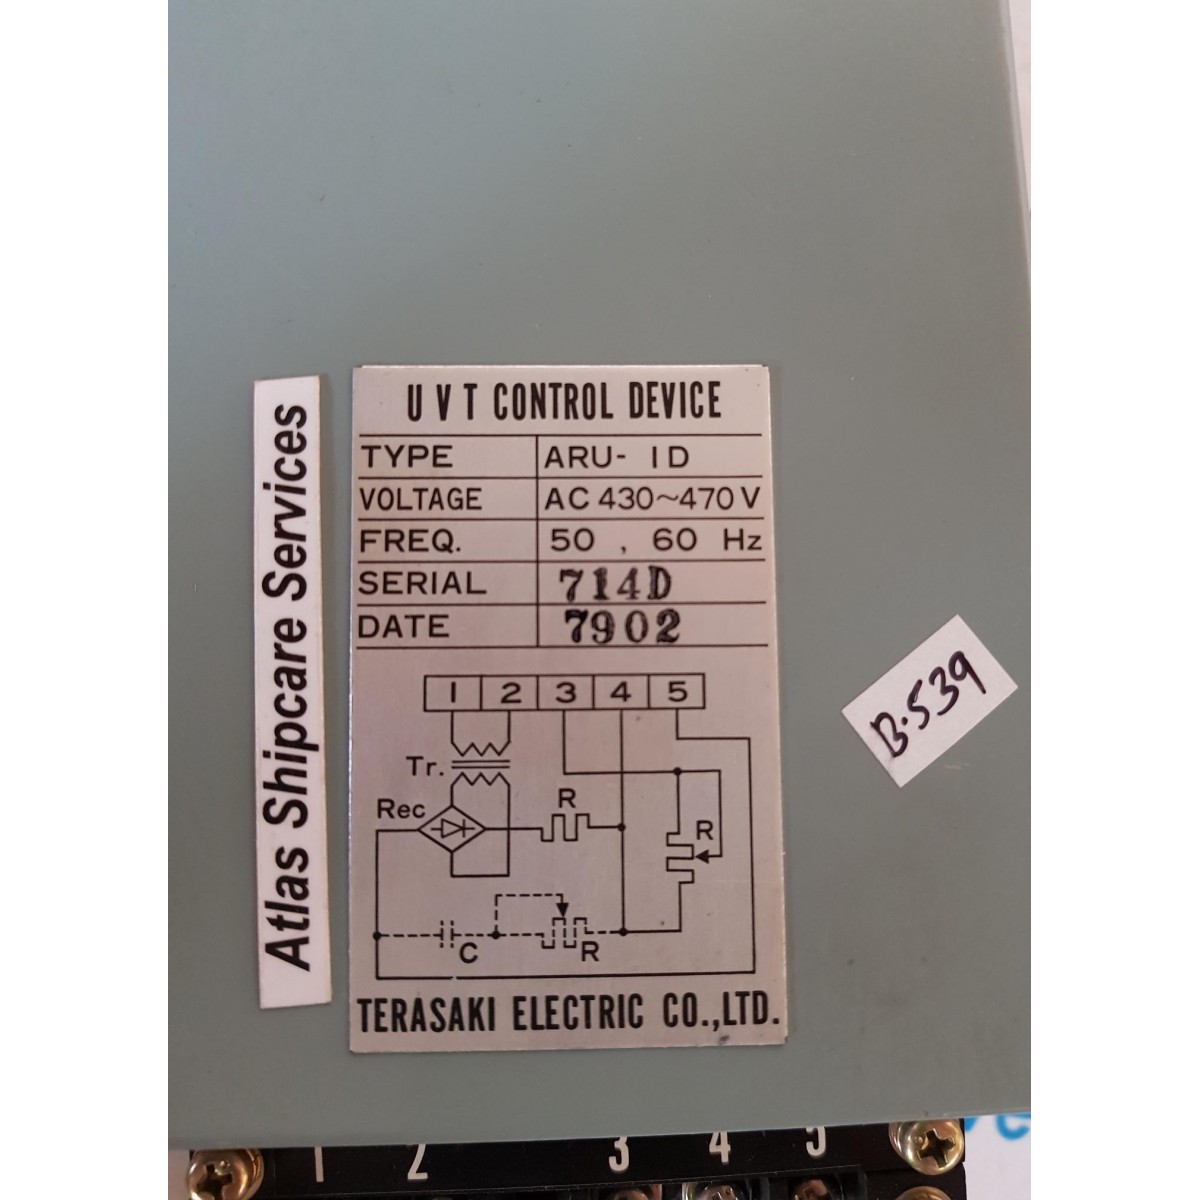 U V T CONTROL DEVICE
TYPE ARU- 1D
VOLTAGE AC 430~470 V
FREQ. 50 , 60 Hz
SERIAL 714D
DATE 7902
1 2 3 4 5
Tr.
Rec
R
R
C
R
TERASAKI ELECTRIC CO.,LTD.
Atlas Shipcare Services
B.539
1 2 3 4 5